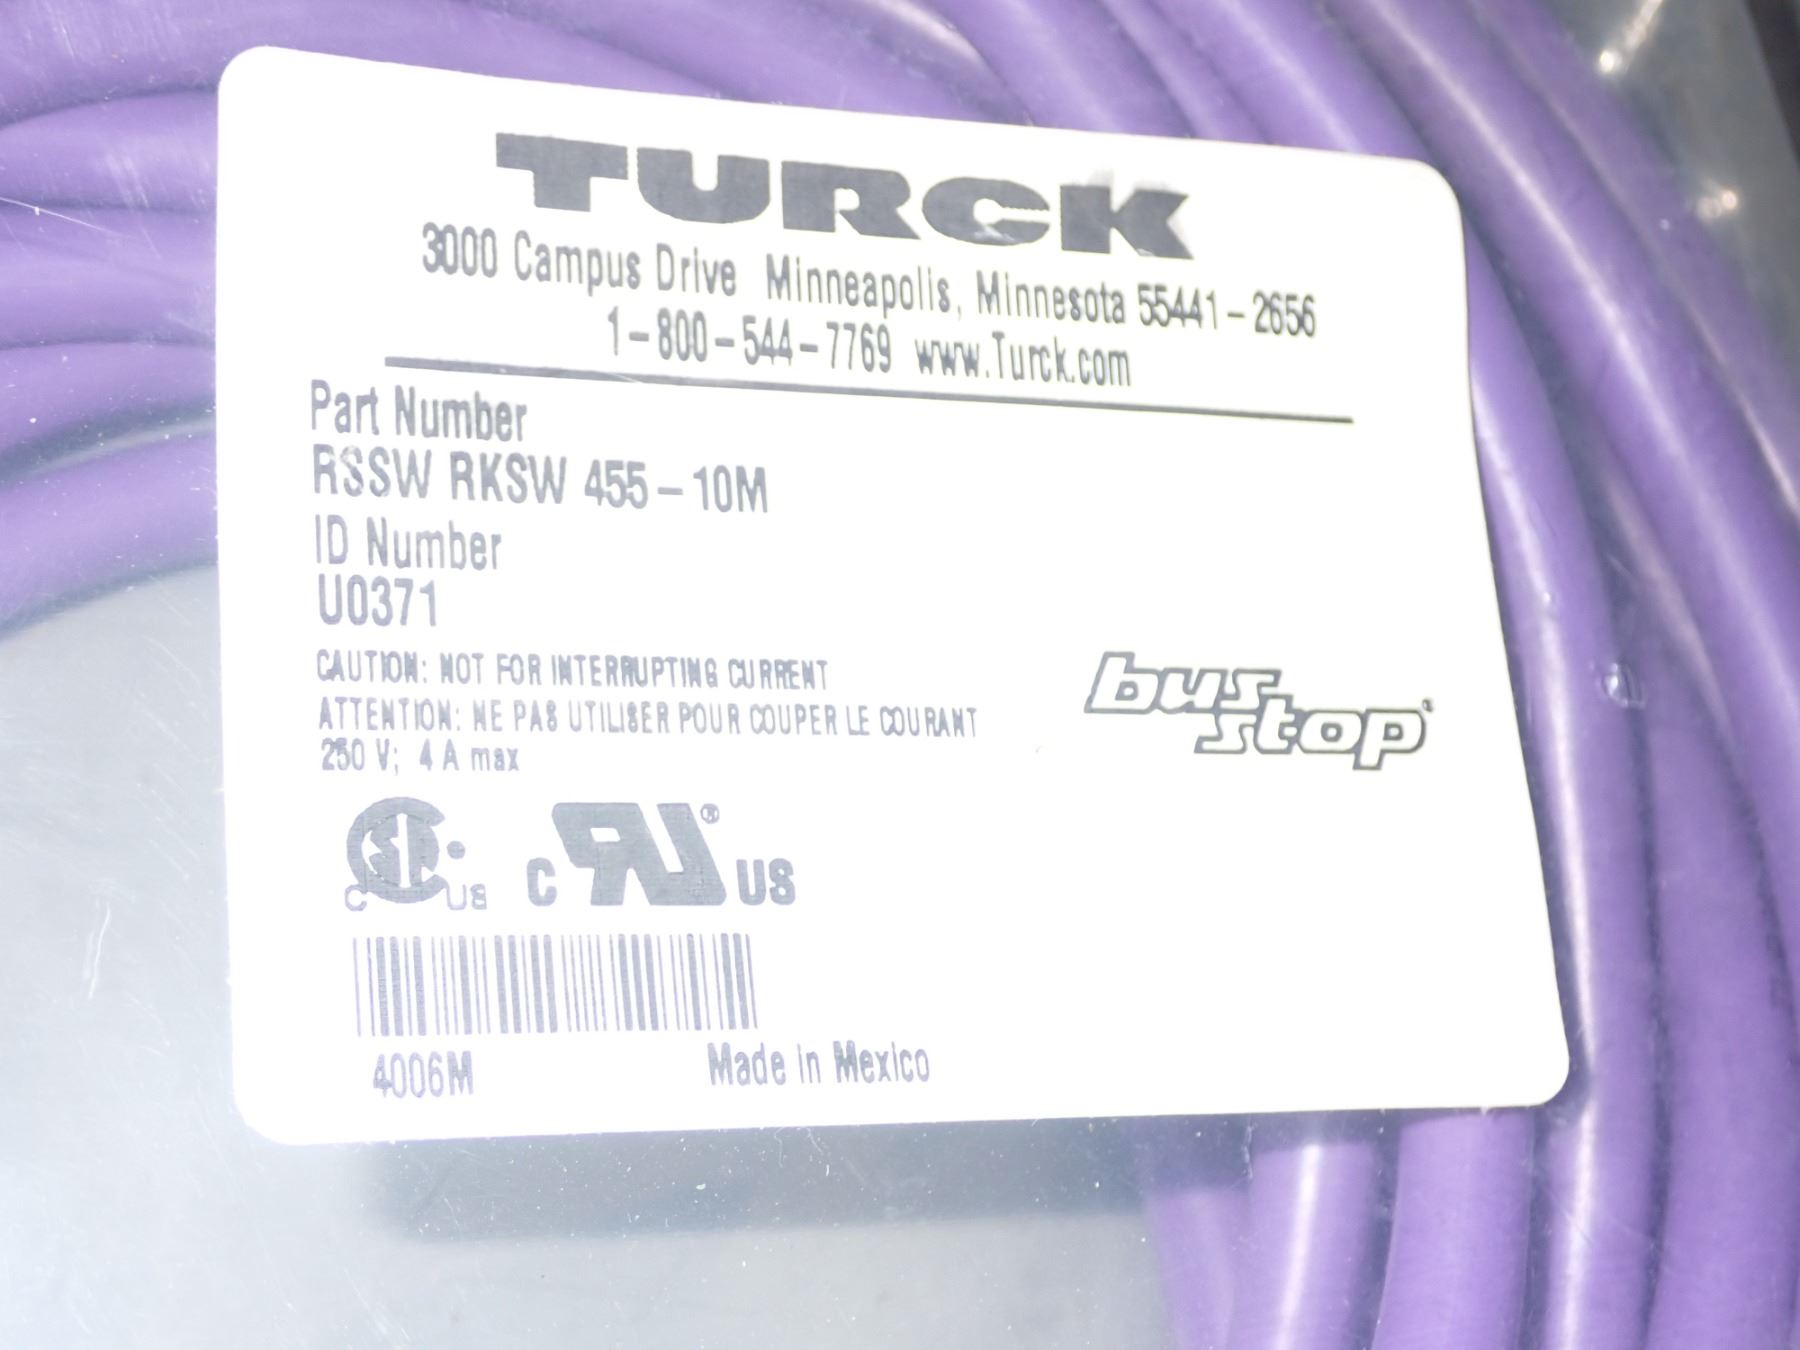 TURCK
3000 Campus Drive Minneapolis, Minnesota 55441-2656
1-800-544-7769 www.Turck.com
Part Number
RSSW RKSW 455-10M
ID Number
U0371
CAUTION: NOT FOR INTERRUPTING CURRENT
ATTENTION: NE PAS UTILISER POUR COUPER LE COURANT
250 V; 4 A max
bus stop®
C SA US C RU® US
4006M Made in Mexico